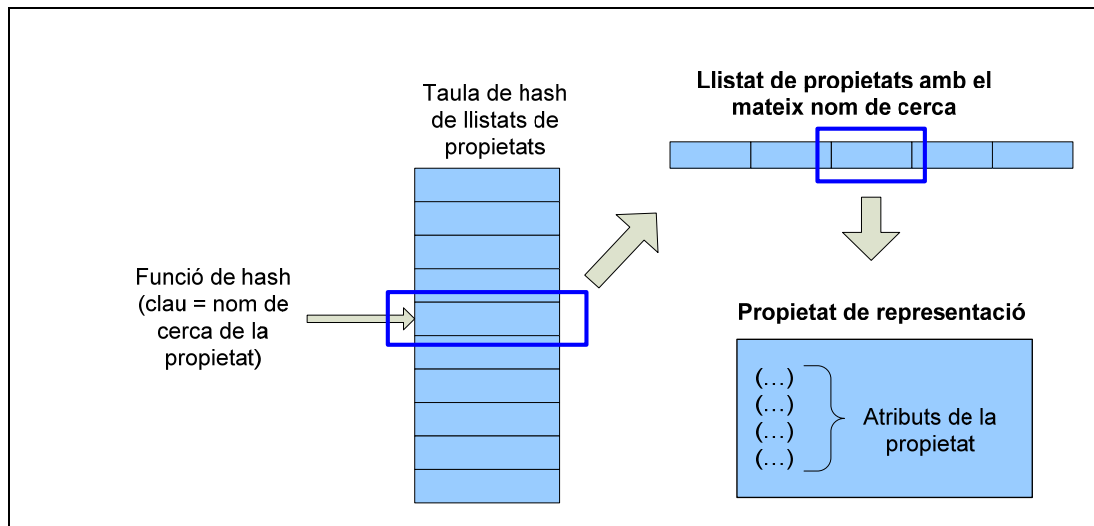 Taula de hash
de llistats de
propietats
Llistat de propietats amb el
mateix nom de cerca
Funció de hash
(clau = nom de
cerca de la
propietat)
Propietat de representació
(...)
(...)
(...)
(...)
Atributs de la
propietat